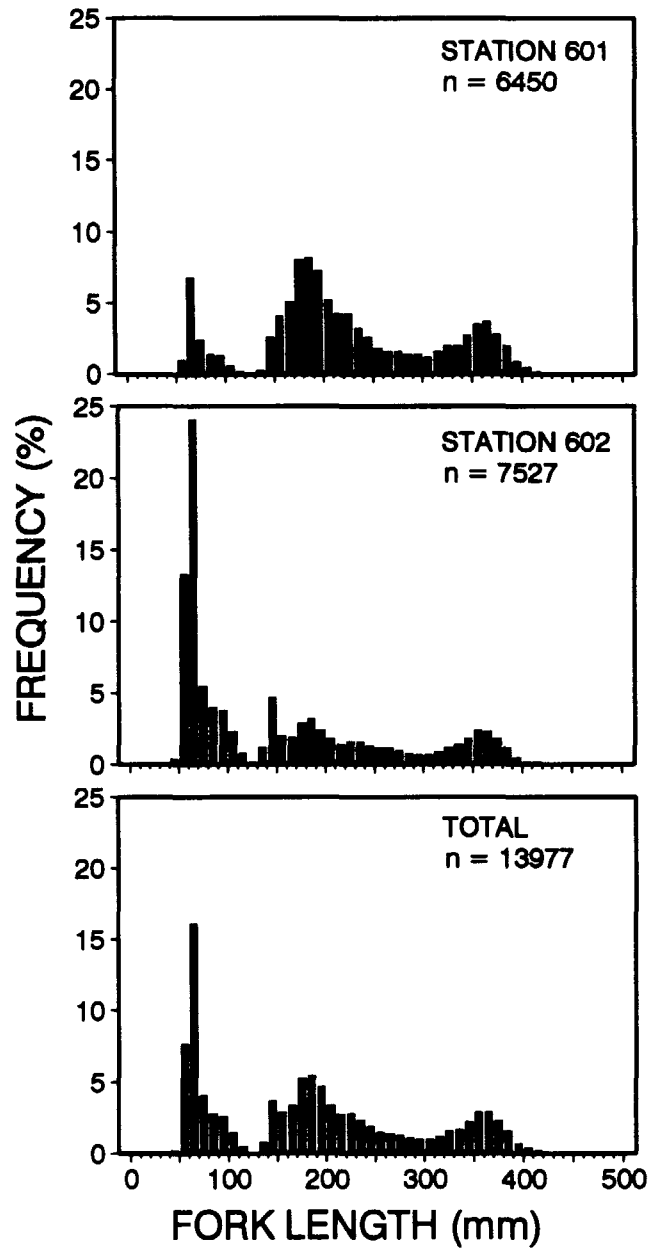 25
20
15
10
5
0
STATION 601
n = 6450
25
20
15
10
5
0
STATION 602
n = 7527
FREQUENCY (%)
25
20
15
10
5
0
TOTAL
n = 13977
0 100 200 300 400 500
FORK LENGTH (mm)